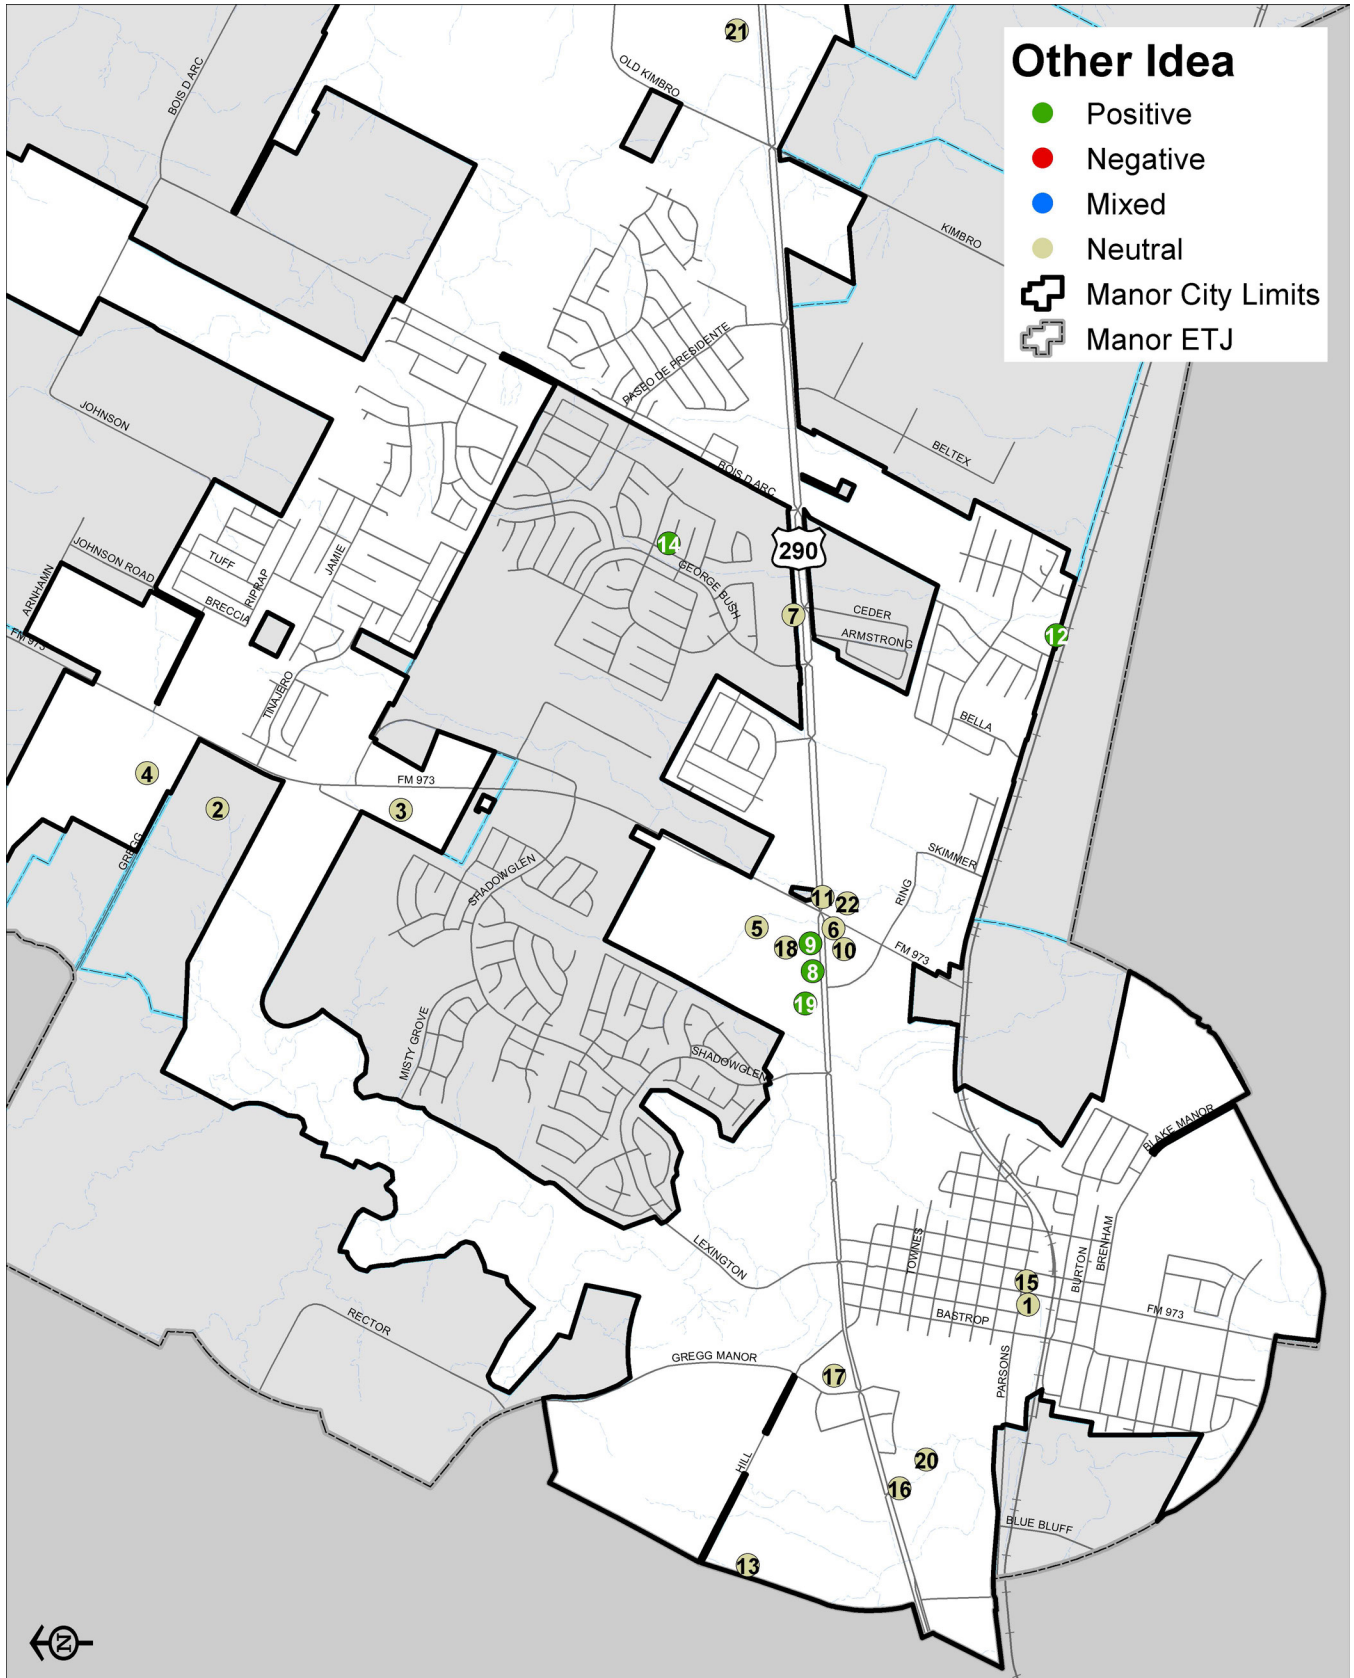 21
BOIS D ARC
OLD KIMBRO
Other Idea
Positive
Negative
Mixed
Neutral
Manor City Limits
Manor ETJ
KIMBRO
PASEO DE PRESIDENTE
JOHNSON
BELTEX
BOIS D ARC
290
14
GEORGE BUSH
7
CEDER
ARMSTRONG
12
JOHNSON ROAD
TUFF
RIPRAP
JAMIE
BRECCIA
ARNHAMN
FM 973
TINAJERO
BELLA
4
2
FM 973
3
GREGG
SHADOWGLEN
SKIMMER
RING
11
22
5
6
9
18
10
FM 973
8
19
MISTY GROVE
SHADOWGLEN
BLAKE MANOR
LEXINGTON
TOWNES
BURTON
BRENHAM
15
1
BASTROP
FM 973
RECTOR
GREGG MANOR
17
PARSONS
HILL
20
16
BLUE BLUFF
13
N